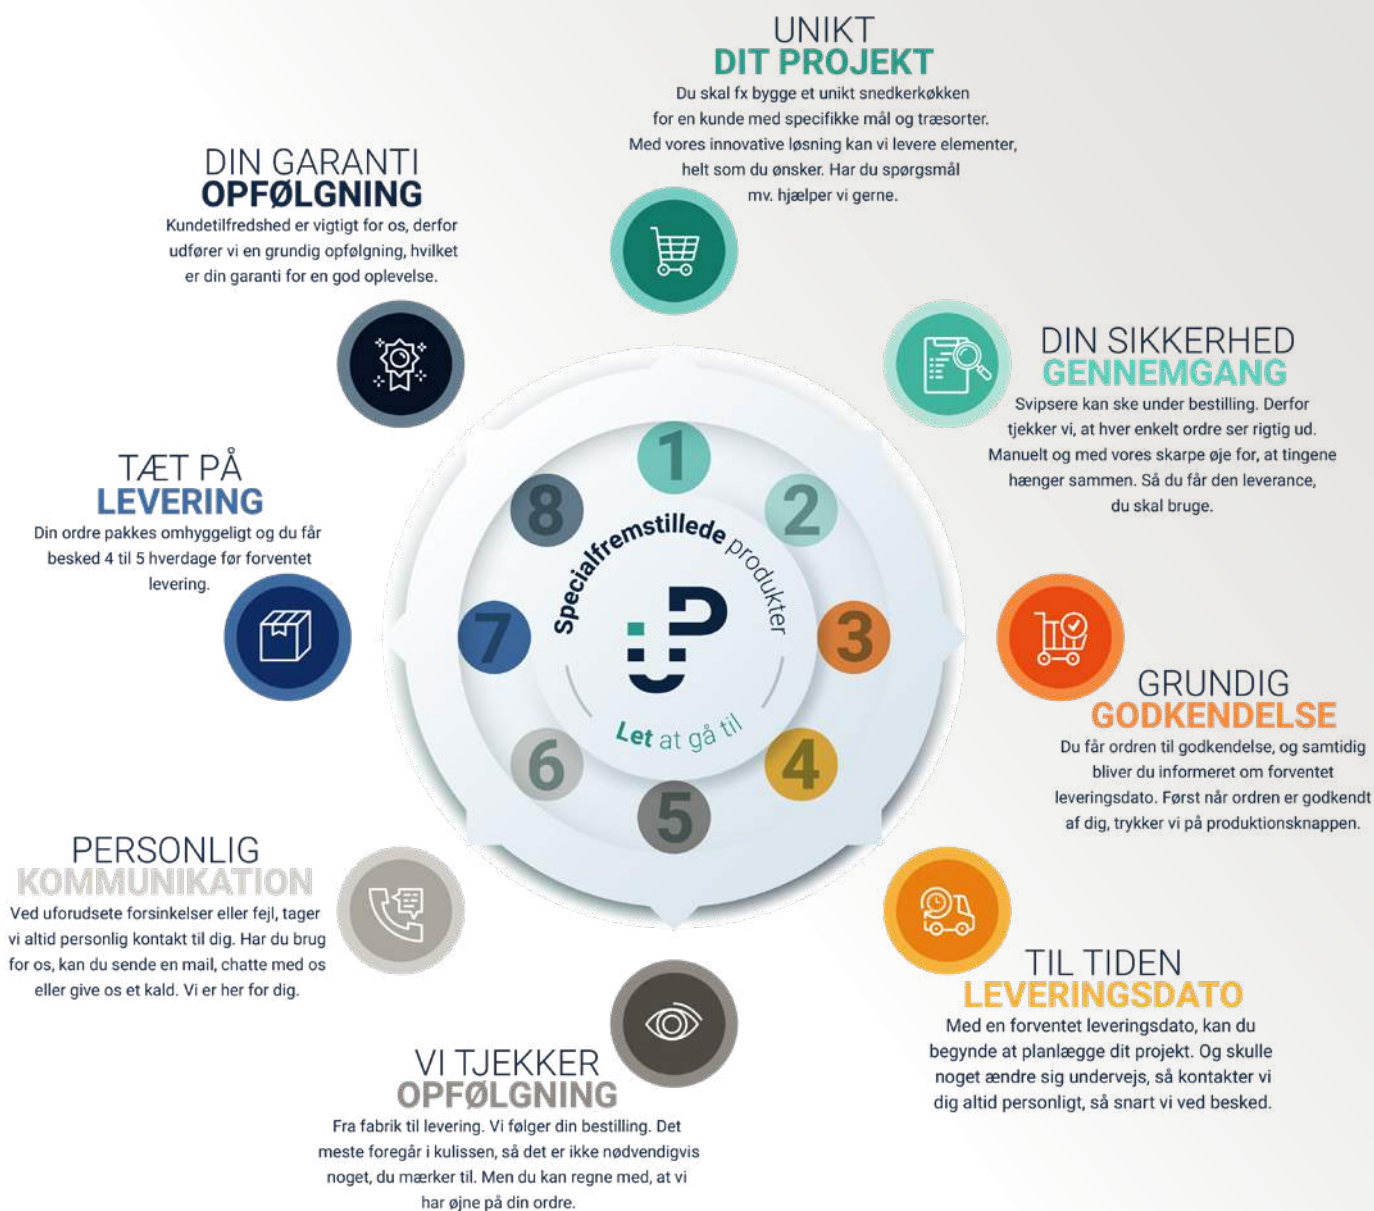 UNIKT
DIT PROJEKT
Du skal fx bygge et unikt snedkerkøkken
for en kunde med specifikke mål og træsorter.
Med vores innovative løsning kan vi levere elementer,
helt som du ønsker. Har du spørgsmål
mv. hjælper vi gerne.
DIN SIKKERHED
GENNEMGANG
Svipsere kan ske under bestilling. Derfor
tjekker vi, at hver enkelt ordre ser rigtig ud.
Manuelt og med vores skarpe øje for, at tingene
hænger sammen. Så du får den leverance,
du skal bruge.
GRUNDIG
GODKENDELSE
Du får ordren til godkendelse, og samtidig
bliver du informeret om forventet
leveringsdato. Først når ordren er godkendt
af dig, trykker vi på produktionsknappen.
TIL TIDEN
LEVERINGSDATO
Med en forventet leveringsdato, kan du
begynde at planlægge dit projekt. Og skulle
noget ændre sig undervejs, så kontakter vi
dig altid personligt, så snart vi ved besked.
VI TJEKKER
OPFØLGNING
Fra fabrik til levering. Vi følger din bestilling. Det
meste foregår i kulissen, så det er ikke nødvendigvis
noget, du mærker til. Men du kan regne med, at vi
har øjne på din ordre.
PERSONLIG
KOMMUNIKATION
Ved uforudsete forsinkelser eller fejl, tager
vi altid personlig kontakt til dig. Har du brug
for os, kan du sende en mail, chatte med os
eller give os et kald. Vi er her for dig.
TÆT PÅ
LEVERING
Din ordre pakkes omhyggeligt og du får
besked 4 til 5 hverdage før forventet
levering.
DIN GARANTI
OPFØLGNING
Kundetilfredshed er vigtigt for os, derfor
udfører vi en grundig opfølgning, hvilket
er din garanti for en god oplevelse.
1
2
3
4
5
6
7
8
Specialfremstillede produkter
UP
Let at gå til